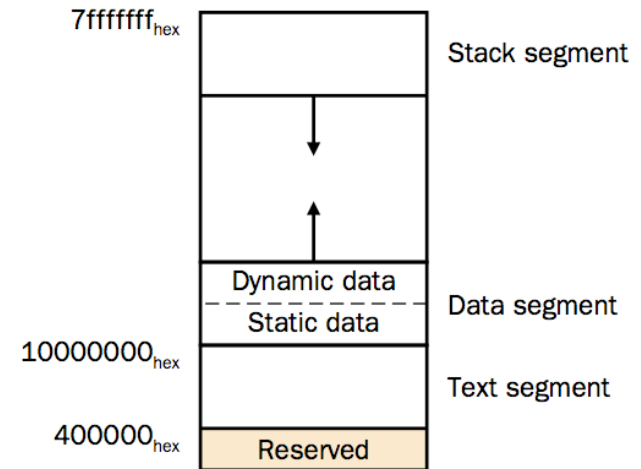 7fffffffhex
Stack segment
Dynamic data
Static data
Data segment
10000000hex
Text segment
400000hex
Reserved